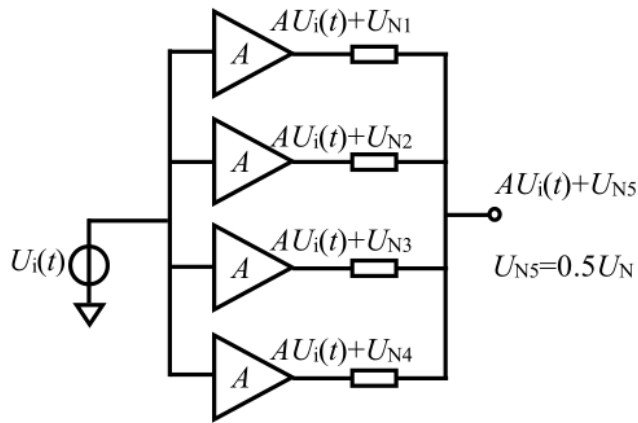 AUi(t)+UN1
A
AUi(t)+UN2
A
AUi(t)+UN5
Ui(t)
AUi(t)+UN3
A
UN5=0.5UN
AUi(t)+UN4
A